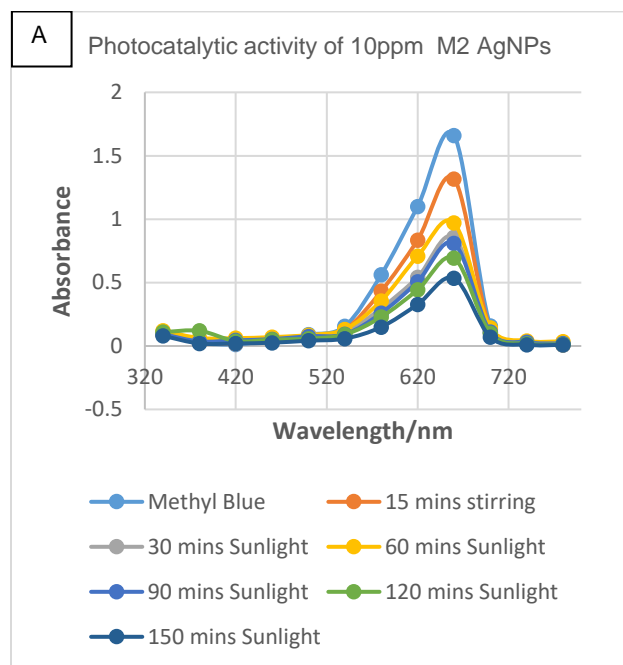 A
Photocatalytic activity of 10ppm  M2 AgNPs
2
1.5
1
0.5
0
-0.5
320 420 520 620 720
Absorbance
Wavelength/nm
Methyl Blue 15 mins stirring
30 mins Sunlight 60 mins Sunlight
90 mins Sunlight 120 mins Sunlight
150 mins Sunlight